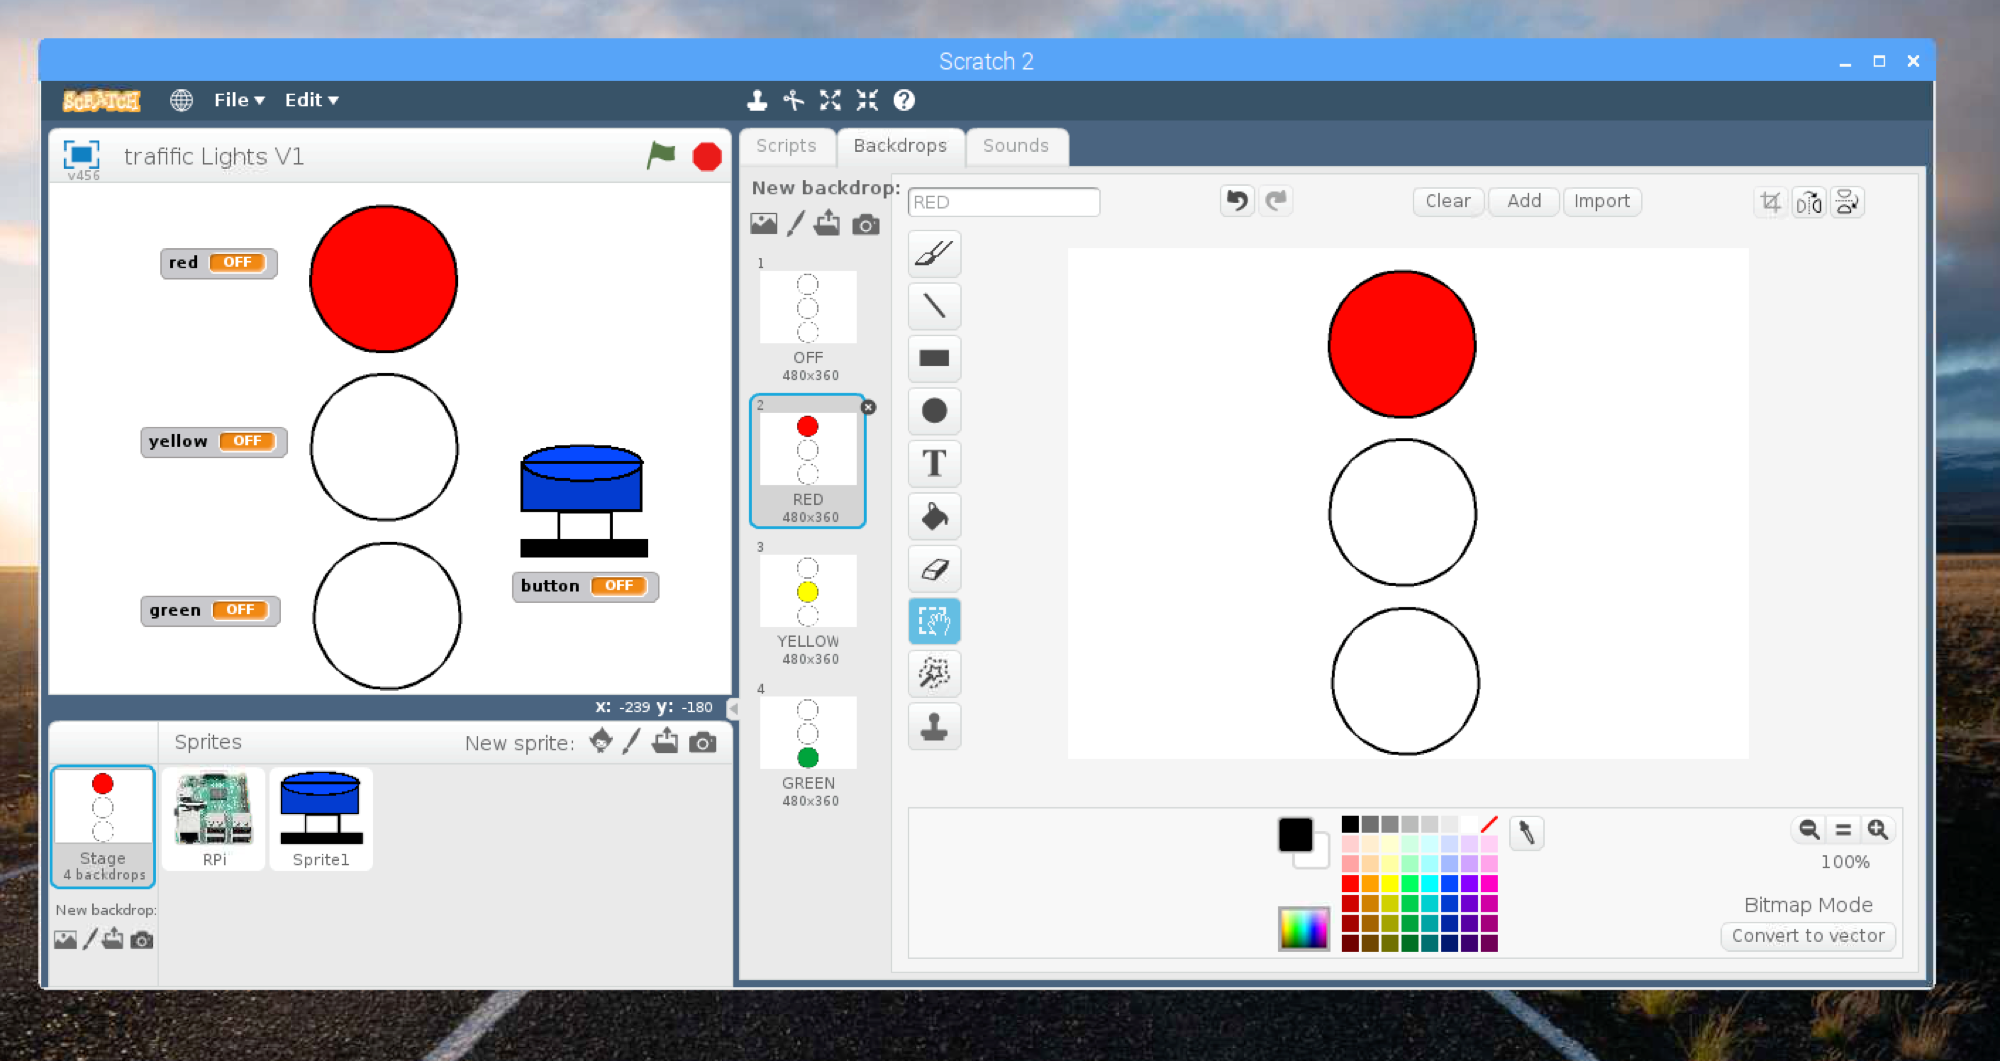 Scratch 2
SCRATCH
File
Edit
v456
trafific Lights V1
red OFF
yellow OFF
green OFF
button OFF
x: -239 y: -180
Sprites
New sprite:
Stage
4 backdrops
New backdrop:
RPi
Sprite1
Scripts
Backdrops
Sounds
New backdrop:
1
OFF
480x360
2
RED
480x360
3
YELLOW
480x360
4
GREEN
480x360
RED
Clear
Add
Import
T
100%
Bitmap Mode
Convert to vector